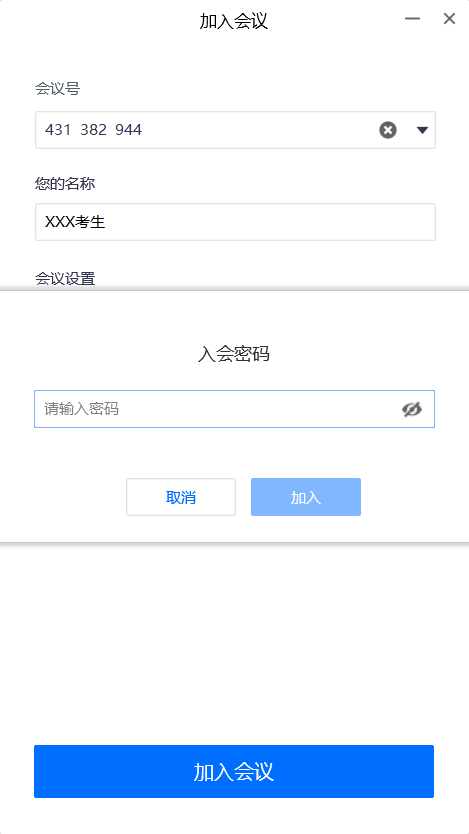 加入会议
会议号
431 382 944
您的名称
XXX考生
会议设置
入会密码
请输入密码
取消
加入
加入会议